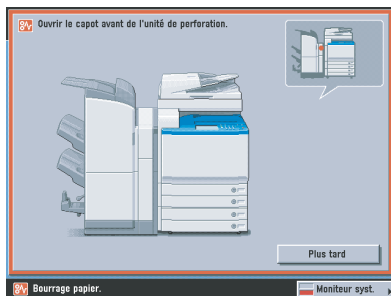 Ouvrir le capot avant de l'unité de perforation.
Plus tard
Bourrage papier.
Moniteur syst.